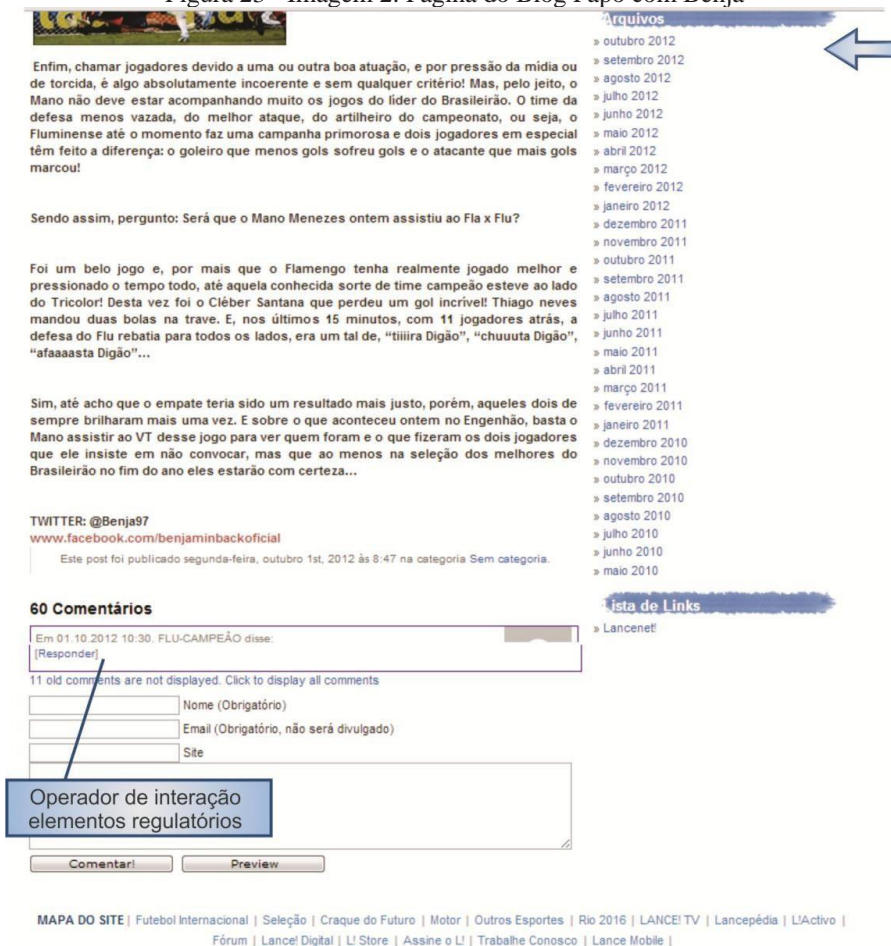 Figura 25 - Imagem 2: Página do Blog Papo com Benja
Enfim, chamar jogadores devido a uma ou outra boa atuação, e por pressão da mídia ou
de torcida, é algo absolutamente incoerente e sem qualquer critério! Mas, pelo jeito, o
Mano não deve estar acompanhando muito os jogos do líder do Brasileirão. O time da
defesa menos vazada, do melhor ataque, do artilheiro do campeonato, ou seja, o
Fluminense até o momento faz uma campanha primorosa e dois jogadores em especial
têm feito a diferença: o goleiro que menos gols sofreu gols e o atacante que mais gols
marcou!
Sendo assim, pergunto: Será que o Mano Menezes ontem assistiu ao Fla x Flu?
Foi um belo jogo e, por mais que o Flamengo tenha realmente jogado melhor e
pressionado o tempo todo, até aquela conhecida sorte de time campeão esteve ao lado
do Tricolor! Desta vez foi o Cléber Santana que perdeu um gol incrível! Thiago neves
mandou duas bolas na trave. E, nos últimos 15 minutos, com 11 jogadores atrás, a
defesa do Flu rebatia para todos os lados, era um tal de, “tiiiira Digão”, “chuuuta Digão”,
“afaaaasta Digão”...
Sim, até acho que o empate teria sido um resultado mais justo, porém, aqueles dois de
sempre brilharam mais uma vez. E sobre o que aconteceu ontem no Engenhão, basta o
Mano assistir ao VT desse jogo para ver quem foram e o que fizeram os dois jogadores
que ele insiste em não convocar, mas que ao menos na seleção dos melhores do
Brasileirão no fim do ano eles estarão com certeza...
TWITTER: @Benja97
www.facebook.com/benjaminbackoficial
Este post foi publicado segunda-feira, outubro 1st, 2012 às 8:47 na categoria Sem categoria.
60 Comentários
Em 01.10.2012 10:30. FLU-CAMPEÃO disse:
[Responder]
11 old comments are not displayed. Click to display all comments
Nome (Obrigatório)
Email (Obrigatório, não será divulgado)
Site
Operador de interação
elementos regulatórios
Comentar!
Preview
Arquivos
» outubro 2012
» setembro 2012
» agosto 2012
» julho 2012
» junho 2012
» maio 2012
» abril 2012
» março 2012
» fevereiro 2012
» janeiro 2012
» dezembro 2011
» novembro 2011
» outubro 2011
» setembro 2011
» agosto 2011
» julho 2011
» junho 2011
» maio 2011
» abril 2011
» março 2011
» fevereiro 2011
» janeiro 2011
» dezembro 2010
» novembro 2010
» outubro 2010
» setembro 2010
» agosto 2010
» julho 2010
» junho 2010
» maio 2010
Lista de Links
» Lancenet!
MAPA DO SITE | Futebol Internacional | Seleção | Craque do Futuro | Motor | Outros Esportes | Rio 2016 | LANCE! TV | Lancepédia | L!Activo |
Fórum | Lance! Digital | L! Store | Assine o L! | Trabalhe Conosco | Lance Mobile |